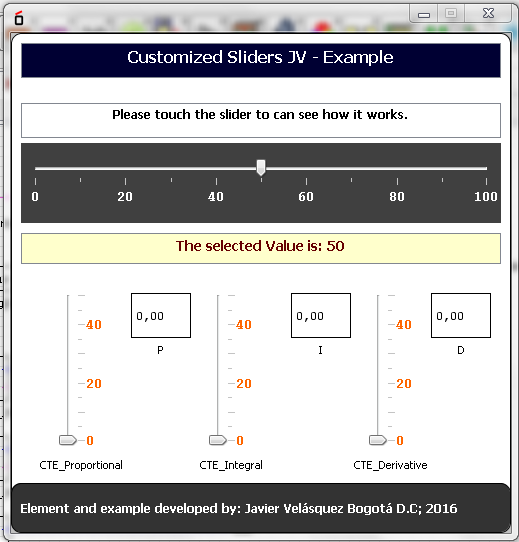 Customized Sliders JV - Example
Please touch the slider to can see how it works.
0 20 40 60 80 100
The selected Value is: 50
40 0,00 40 0,00 40 0,00
P I D
20 20 20
0 0 0
CTE_Proportional CTE_Integral CTE_Derivative
Element and example developed by: Javier Velásquez Bogotá D.C; 2016